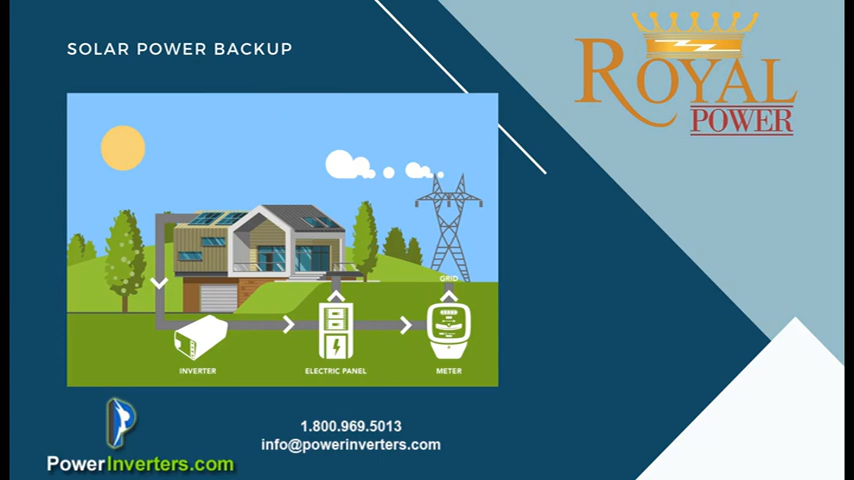 SOLAR POWER BACKUP
ROYAL
POWER
GRID
INVERTER
ELECTRIC PANEL
METER
1.800.969.5013
info@powerinverters.com
PowerInverters.com